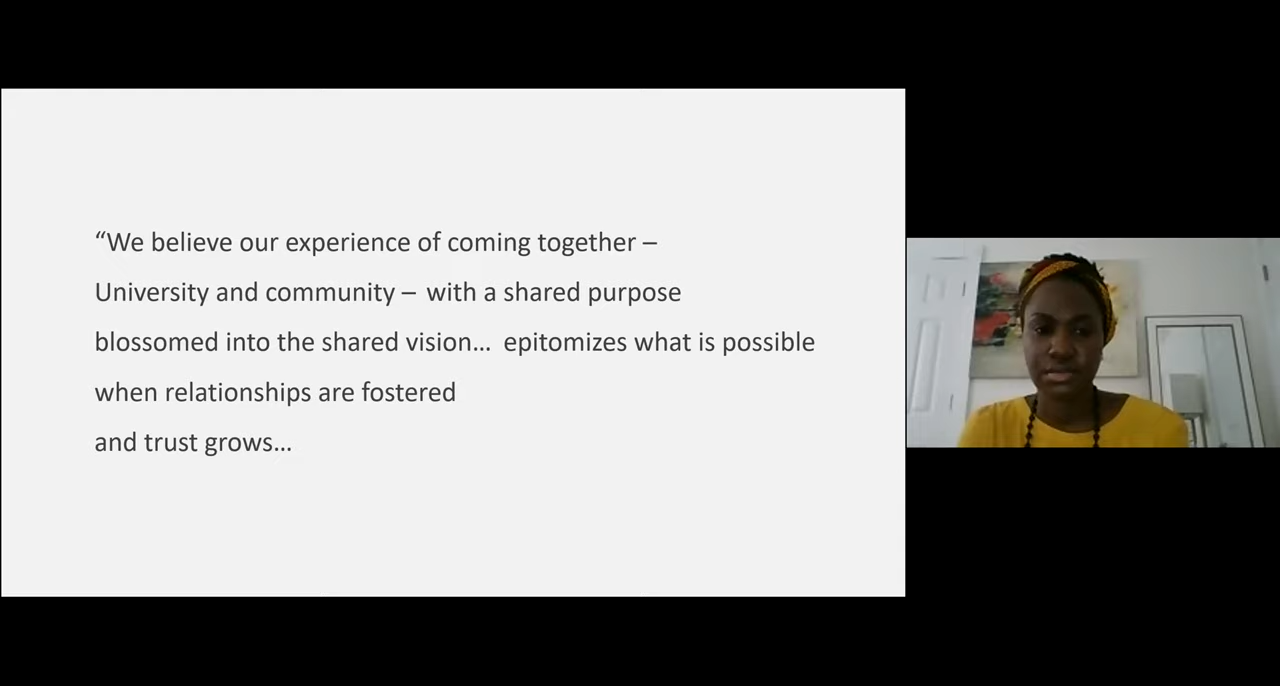 “We believe our experience of coming together –
University and community – with a shared purpose
blossomed into the shared vision… epitomizes what is possible
when relationships are fostered
and trust grows…